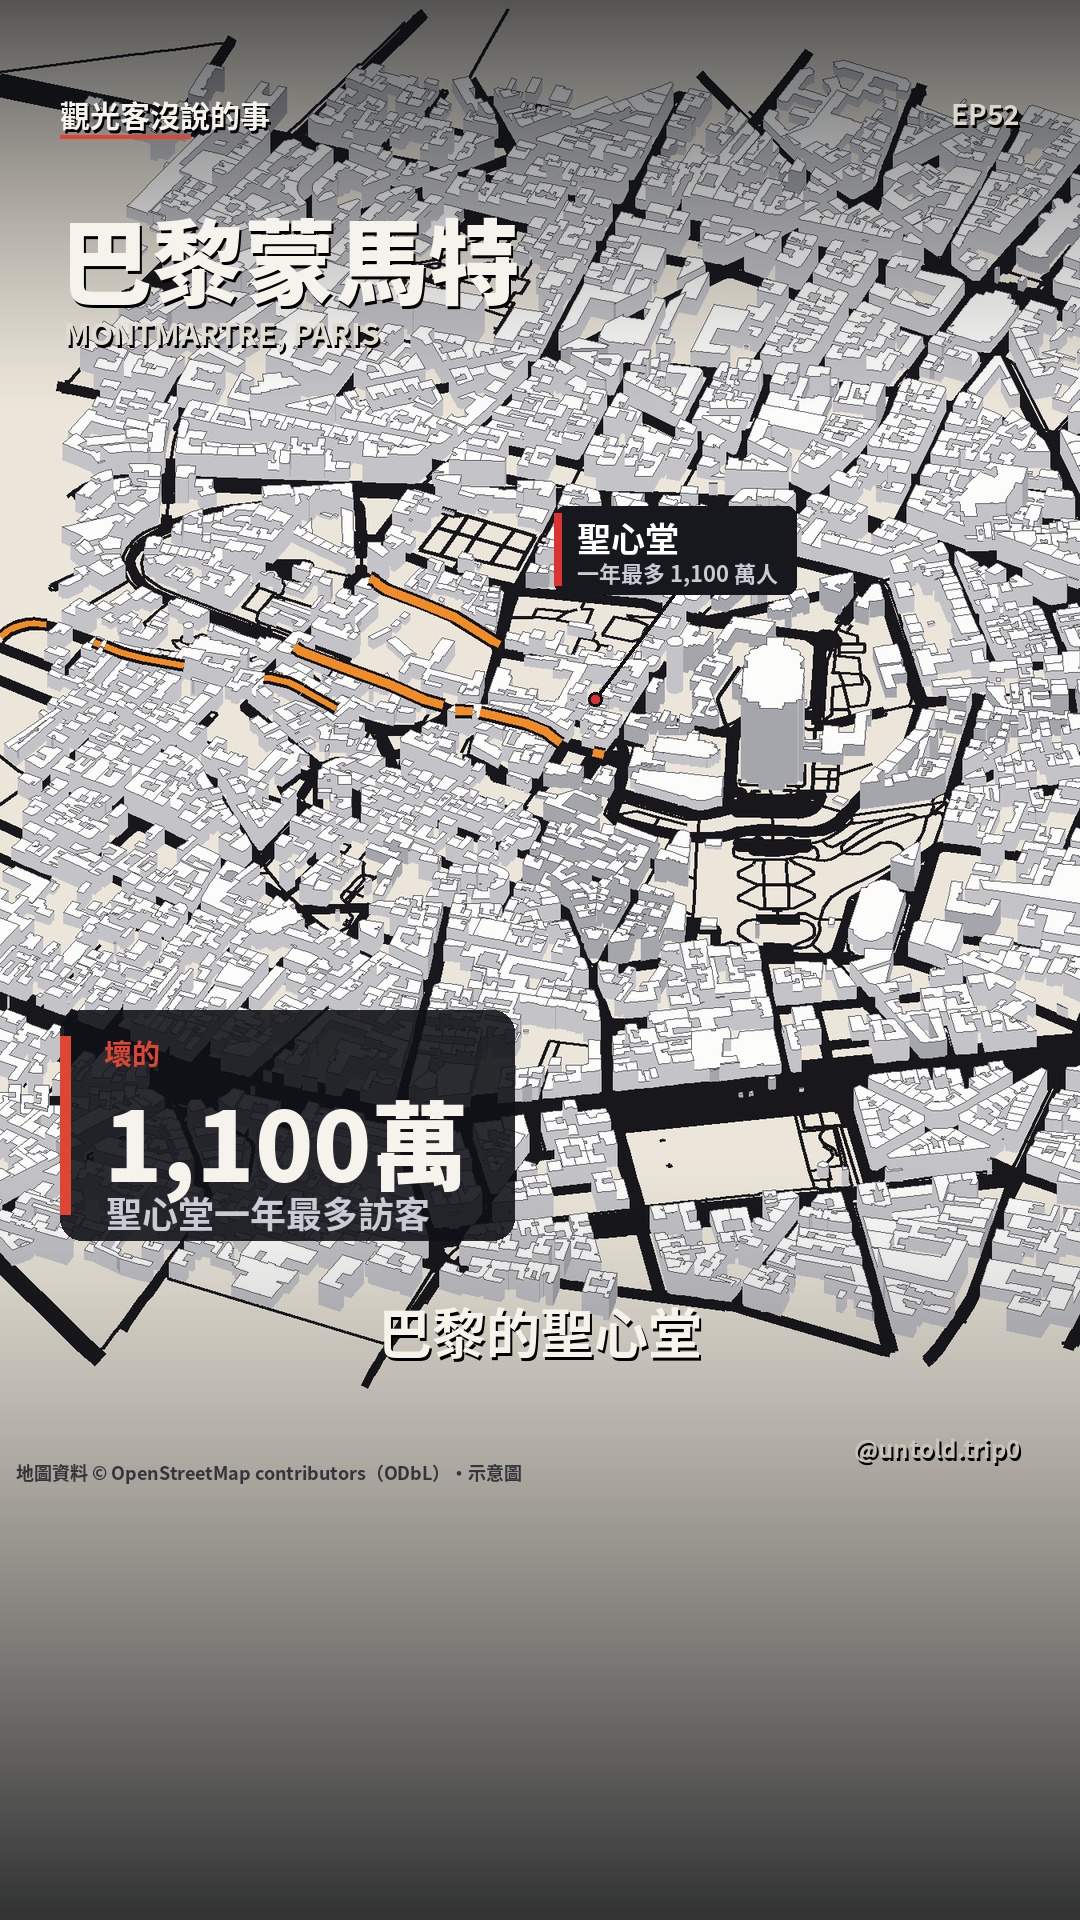 觀光客沒說的事
EP52
巴黎蒙馬特
MONTMARTRE, PARIS
聖心堂
一年最多 1,100 萬人
壞的
1,100萬
聖心堂一年最多訪客
巴黎的聖心堂
@untold.trip0
地圖資料 © OpenStreetMap contributors（ODbL）・示意圖